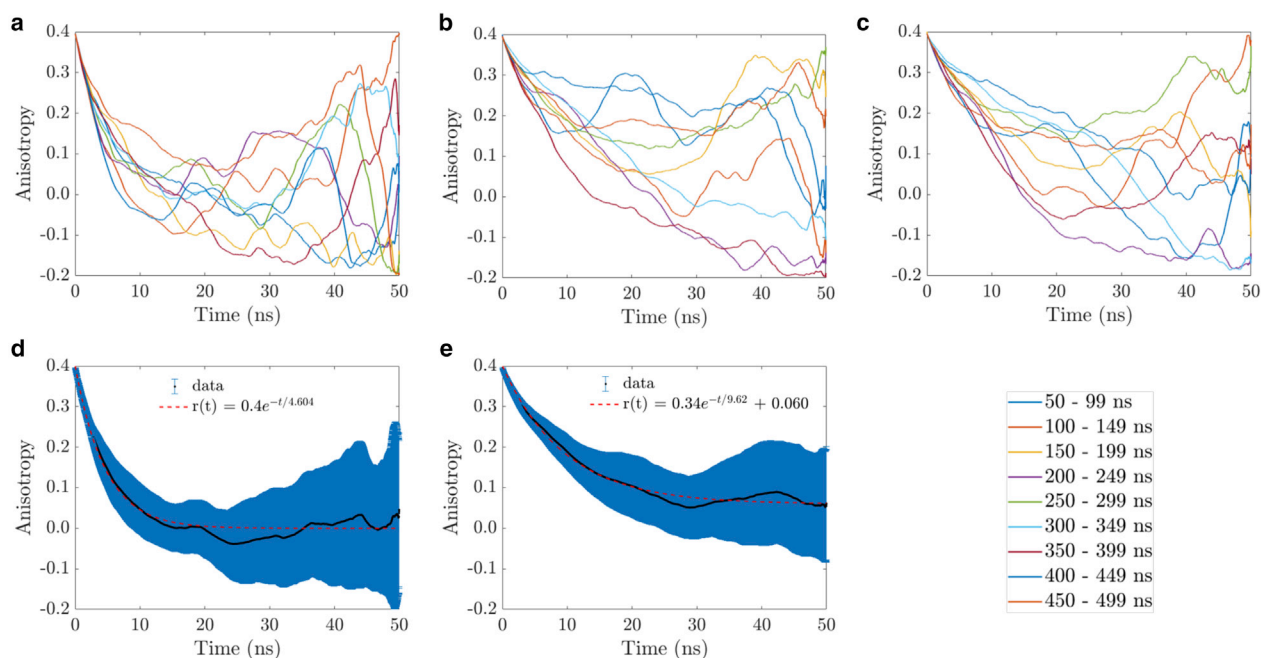 a
b
c
0.4
0.3
0.2
0.1
0.0
-0.1
-0.2
Anisotropy
0 10 20 30 40 50
Time (ns)
0.4
0.3
0.2
0.1
0.0
-0.1
-0.2
Anisotropy
0 10 20 30 40 50
Time (ns)
0.4
0.3
0.2
0.1
0.0
-0.1
-0.2
Anisotropy
0 10 20 30 40 50
Time (ns)
d
0.4
0.3
0.2
0.1
0.0
-0.1
-0.2
Anisotropy
data
r(t) = 0.4e^{-t/4.604}
0 10 20 30 40 50
Time (ns)
e
0.4
0.3
0.2
0.1
0.0
-0.1
-0.2
Anisotropy
data
r(t) = 0.34e^{-t/9.62} + 0.060
0 10 20 30 40 50
Time (ns)
50 - 99 ns
100 - 149 ns
150 - 199 ns
200 - 249 ns
250 - 299 ns
300 - 349 ns
350 - 399 ns
400 - 449 ns
450 - 499 ns